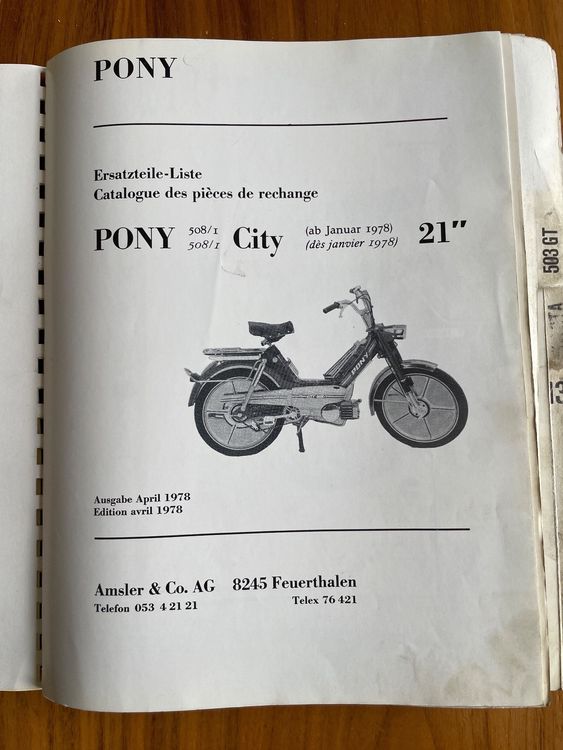 PONY
Ersatzteile-Liste
Catalogue des pièces de rechange
PONY 508/1 City (ab Januar 1978) 21"
508/1 (dès janvier 1978)
PONY
Ausgabe April 1978
Edition avril 1978
Amsler & Co. AG 8245 Feuerthalen
Telefon 053 4 21 21 Telex 76 421
503 GT